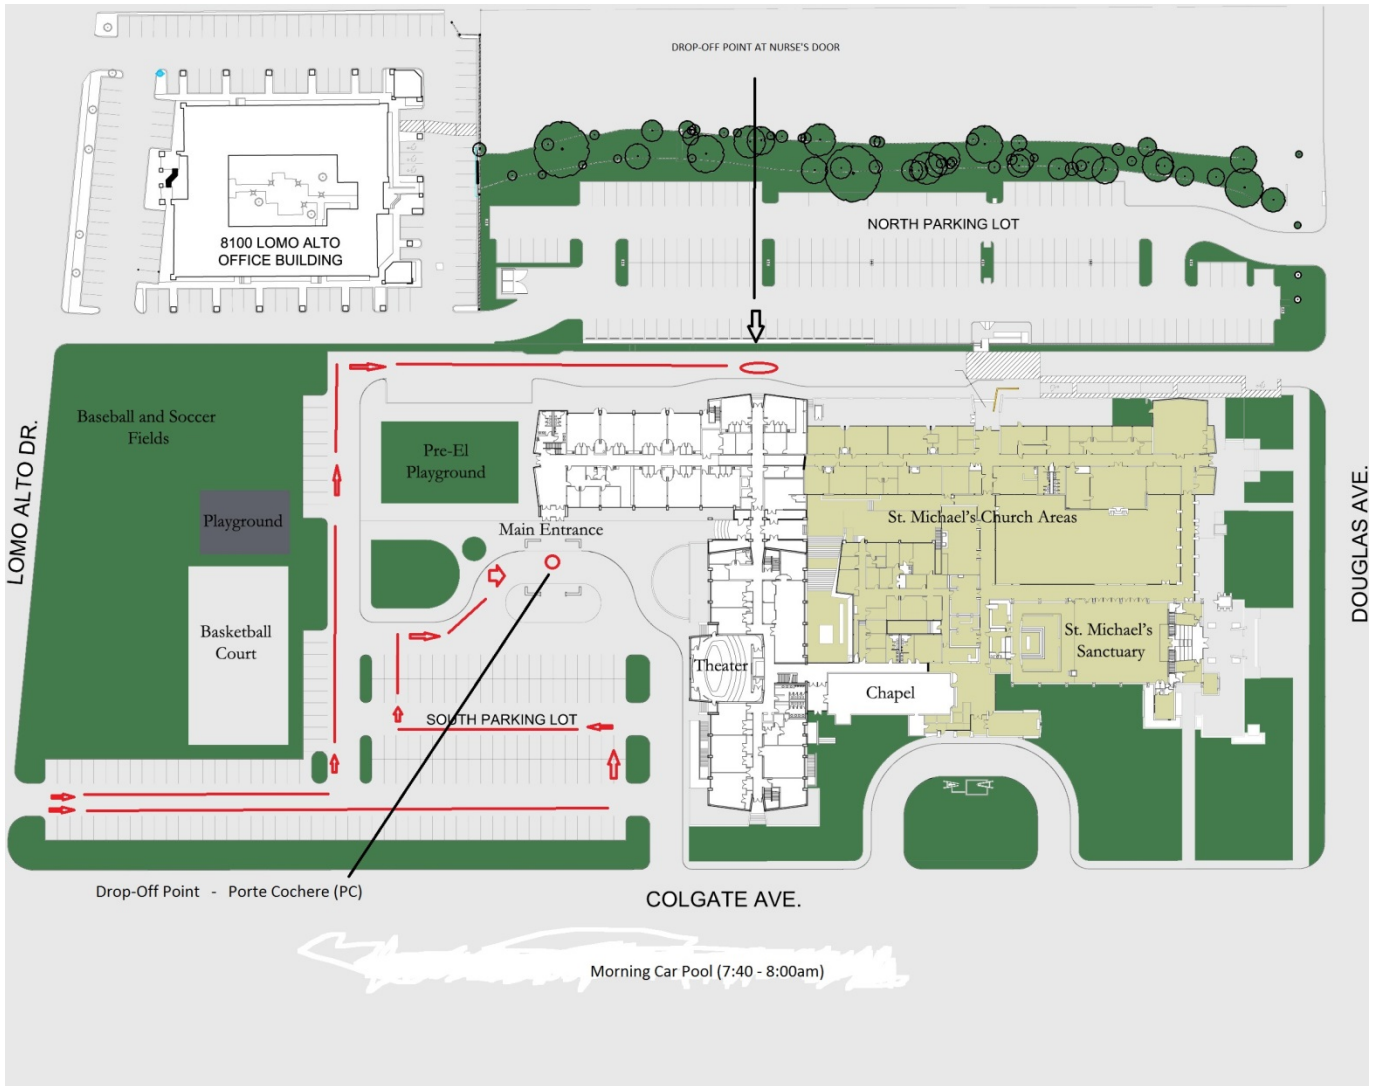 DROP-OFF POINT AT NURSE'S DOOR
NORTH PARKING LOT
8100 LOMO ALTO
OFFICE BUILDING
Baseball and Soccer
Fields
LOMO ALTO DR.
Pre-El
Playground
Playground
Main Entrance
St. Michael's Church Areas
DOUGLAS AVE.
Basketball
Court
St. Michael's
Sanctuary
Theater
Chapel
SOUTH PARKING LOT
Drop-Off Point - Porte Cochere (PC)
COLGATE AVE.
Morning Car Pool (7:40 - 8:00am)